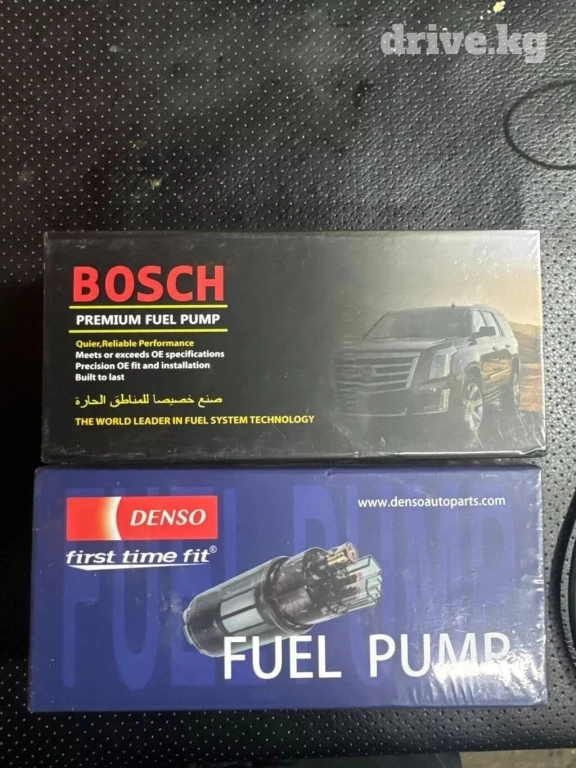 drive.kg
BOSCH
PREMIUM FUEL PUMP
Quier,Reliable Performance
Meets or exceeds OE specifications
Precision OE fit and installation
Built to last
صنع خصيصا للمناطق الحارة
THE WORLD LEADER IN FUEL SYSTEM TECHNOLOGY
FUEL PUMP
DENSO
www.densoautoparts.com
first time fit®
FUEL PUMP